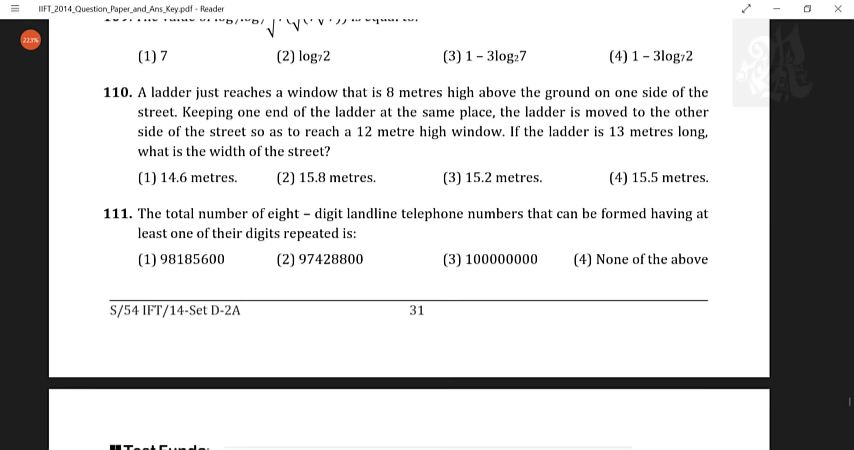 IIFT_2014_Question_Paper_and_Ans_Key.pdf - Reader
223%
(1) 7 (2) log₇2 (3) 1 – 3log₂7 (4) 1 – 3log₇2
110. A ladder just reaches a window that is 8 metres high above the ground on one side of the
street. Keeping one end of the ladder at the same place, the ladder is moved to the other
side of the street so as to reach a 12 metre high window. If the ladder is 13 metres long,
what is the width of the street?
(1) 14.6 metres. (2) 15.8 metres. (3) 15.2 metres. (4) 15.5 metres.
111. The total number of eight – digit landline telephone numbers that can be formed having at
least one of their digits repeated is:
(1) 98185600 (2) 97428800 (3) 100000000 (4) None of the above
S/54 IFT/14-Set D-2A 31